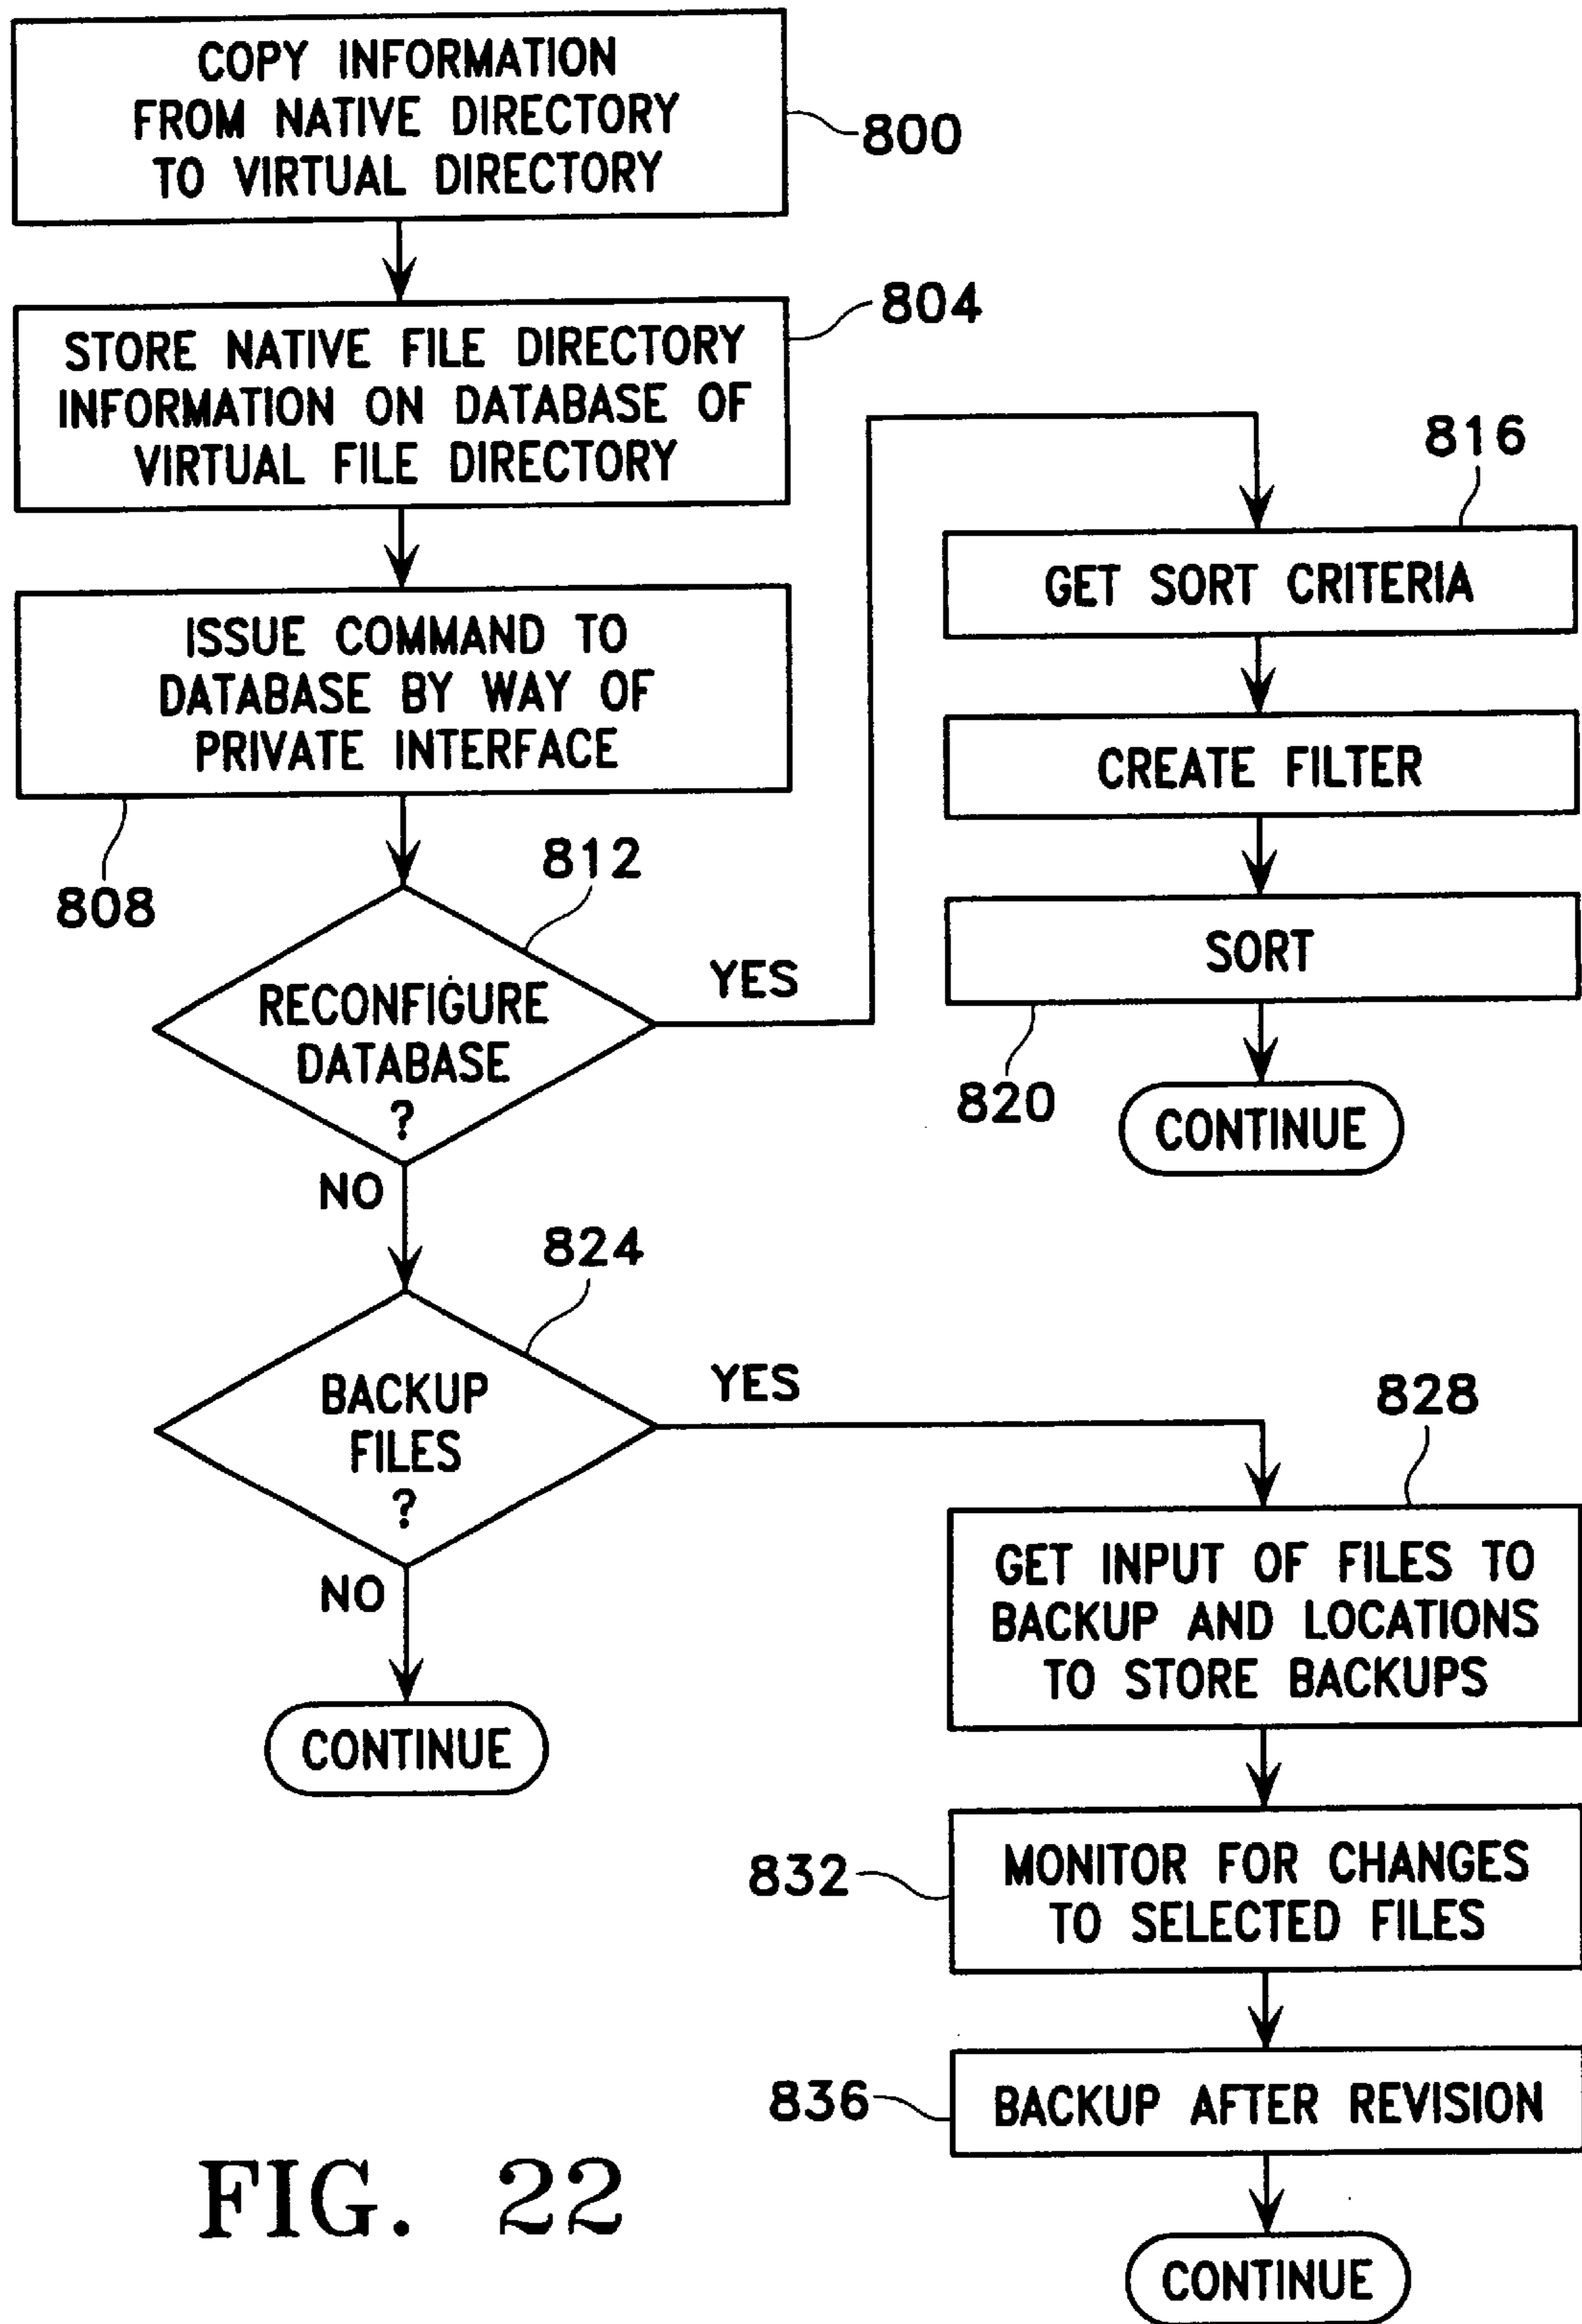 COPY INFORMATION
FROM NATIVE DIRECTORY
TO VIRTUAL DIRECTORY
800
STORE NATIVE FILE DIRECTORY
INFORMATION ON DATABASE OF
VIRTUAL FILE DIRECTORY
804
ISSUE COMMAND TO
DATABASE BY WAY OF
PRIVATE INTERFACE
808
812
RECONFIGURE
DATABASE
?
YES
NO
816
GET SORT CRITERIA
CREATE FILTER
SORT
820
CONTINUE
824
BACKUP
FILES
?
YES
NO
CONTINUE
828
GET INPUT OF FILES TO
BACKUP AND LOCATIONS
TO STORE BACKUPS
832
MONITOR FOR CHANGES
TO SELECTED FILES
836
BACKUP AFTER REVISION
CONTINUE
FIG. 22